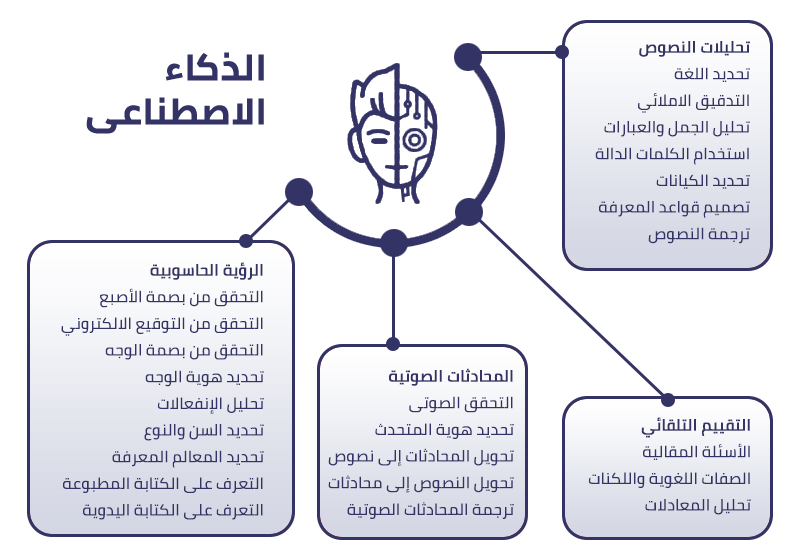 الذكاء
الاصطناعى
تحليلات النصوص
تحديد اللغة
التدقيق الاملائي
تحليل الجمل والعبارات
استخدام الكلمات الدالة
تحديد الكيانات
تصميم قواعد المعرفة
ترجمة النصوص
التقييم التلقائي
الأسئلة المقالية
الصفات اللغوية واللكنات
تحليل المعادلات
المحادثات الصوتية
التحقق الصوتى
تحديد هوية المتحدث
تحويل المحادثات إلى نصوص
تحويل النصوص إلى محادثات
ترجمة المحادثات الصوتية
الرؤية الحاسوبية
التحقق من بصمة الأصبع
التحقق من التوقيع الالكتروني
التحقق من بصمة الوجه
تحديد هوية الوجه
تحليل الإنفعالات
تحديد السن والنوع
تحديد المعالم المعرفة
التعرف على الكتابة المطبوعة
التعرف على الكتابة اليدوية